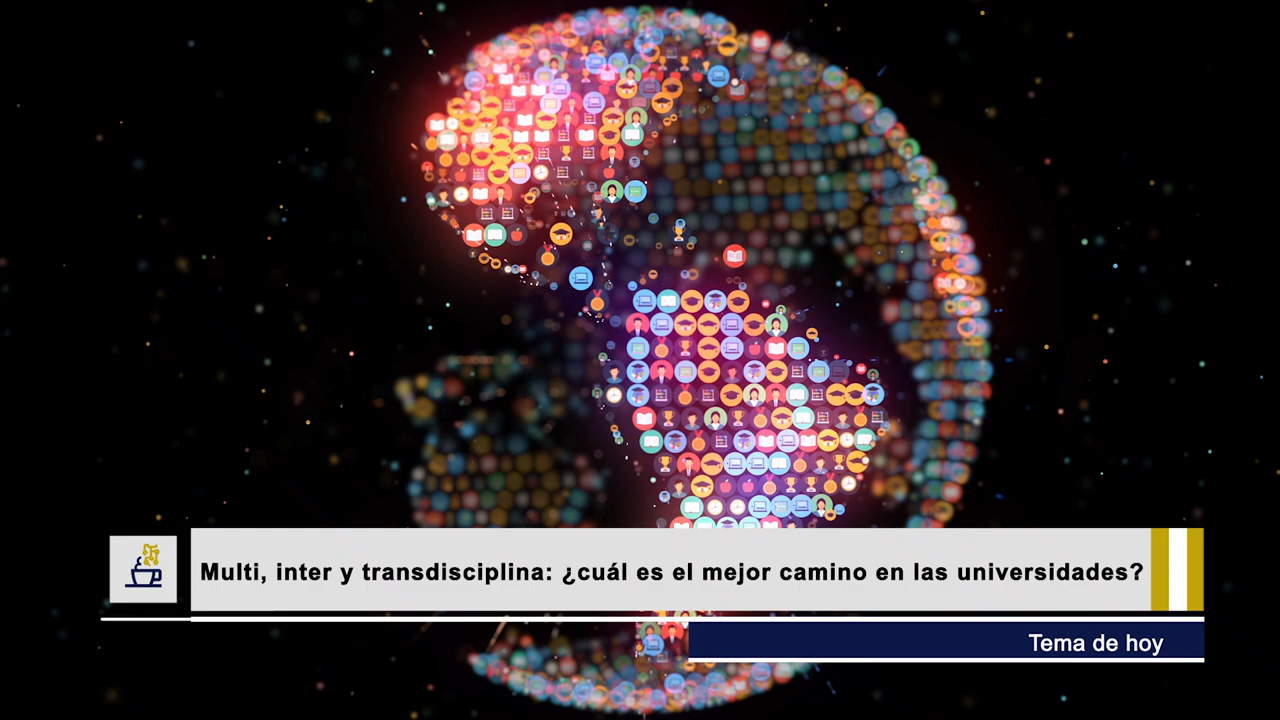 Multi, inter y transdisciplina: ¿cuál es el mejor camino en las universidades?
Tema de hoy